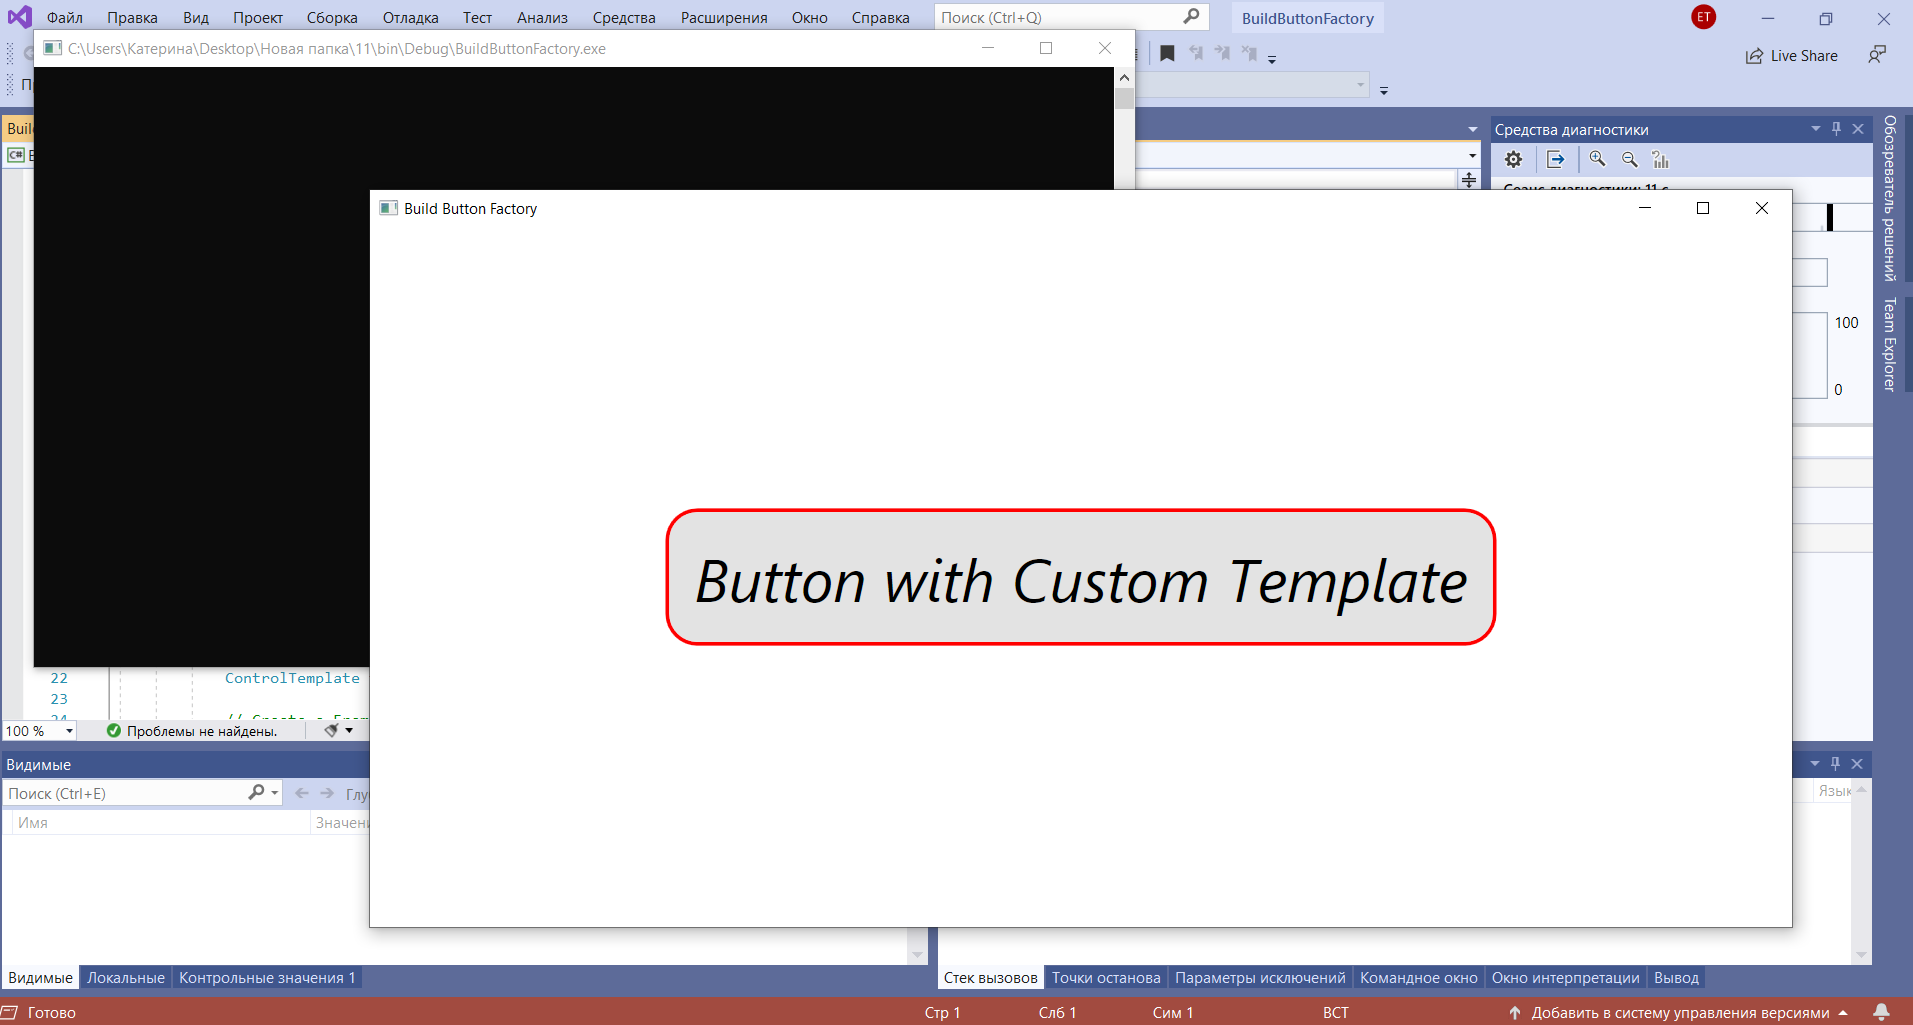 Файл Правка Вид Проект Сборка Отладка Тест Анализ Средства Расширения Окно Справка Поиск (Ctrl+Q) BuildButtonFactory ET
C:\Users\Катерина\Desktop\Новая папка\11\bin\Debug\BuildButtonFactory.exe
Live Share
Средства диагностики
Сеанс диагностики: 11 с
Обозреватель решений
Team Explorer
Build Button Factory
100
0
Button with Custom Template
22 ControlTemplate
23
24
100 % Проблемы не найдены.
Видимые
Поиск (Ctrl+E)
Язык
Имя
Видимые Локальные Контрольные значения 1
Стек вызовов Точки останова Параметры исключений Командное окно Окно интерпретации Вывод
Готово Стр 1 Слб 1 Сим 1 ВСТ Добавить в систему управления версиями